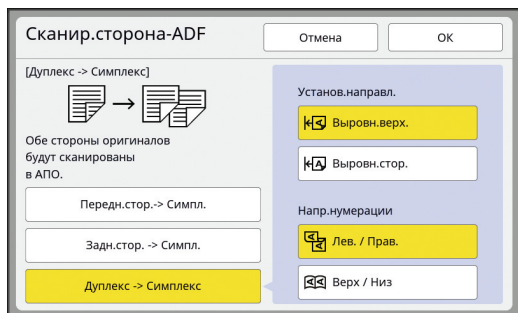 Сканир.сторона-ADF
Отмена
ОК
[Дуплекс -> Симплекс]
Обе стороны оригиналов
будут сканированы
в АПО.
Передн.стор.-> Симпл.
Задн.стор. -> Симпл.
Дуплекс -> Симплекс
Установ.направл.
Выровн.верх.
Выровн.стор.
Напр.нумерации
Лев. / Прав.
Верх / Низ